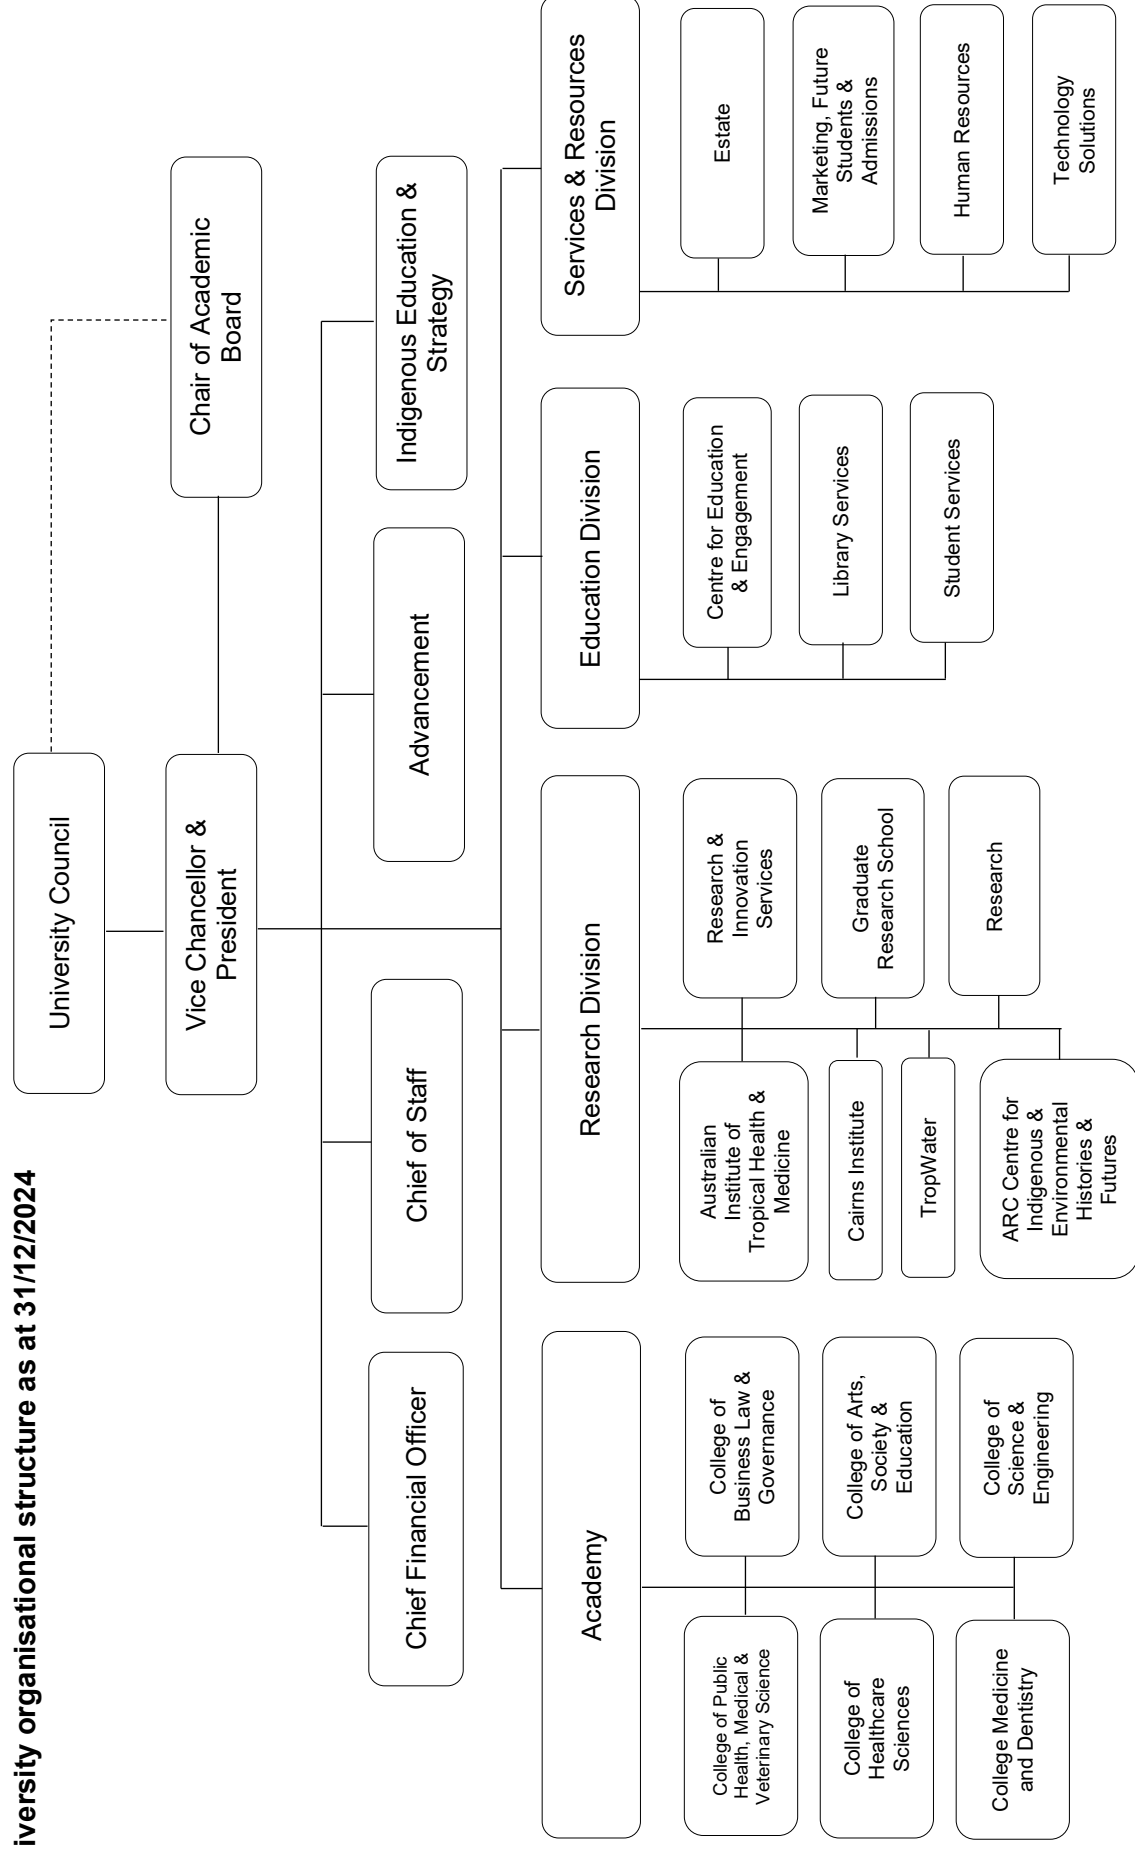 iversity organisational structure as at 31/12/2024
University Council
Vice Chancellor &
President
Chair of Academic
Board
Chief Financial Officer
Chief of Staff
Advancement
Indigenous Education &
Strategy
Academy
Research Division
Education Division
Services & Resources
Division
College of Public
Health, Medical &
Veterinary Science
College of
Business Law &
Governance
College of
Healthcare
Sciences
College of Arts,
Society &
Education
College Medicine
and Dentistry
College of
Science &
Engineering
Australian
Institute of
Tropical Health &
Medicine
Research &
Innovation
Services
Cairns Institute
Graduate
Research School
TropWater
Research
ARC Centre for
Indigenous &
Environmental
Histories &
Futures
Centre for Education
& Engagement
Library Services
Student Services
Estate
Marketing, Future
Students &
Admissions
Human Resources
Technology
Solutions